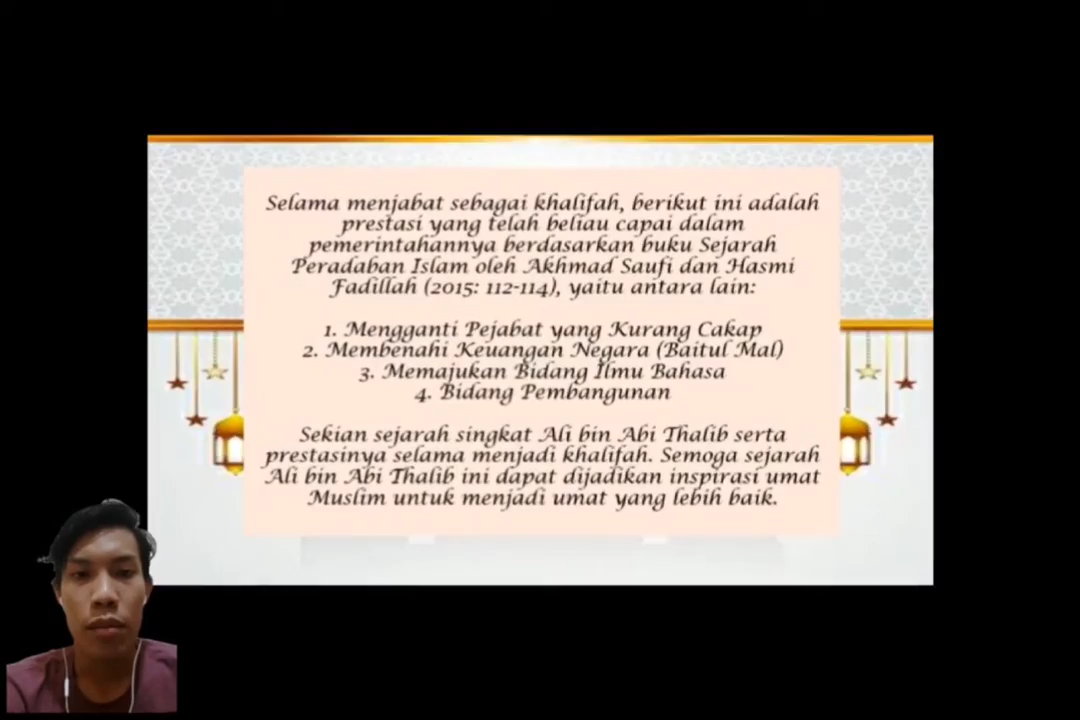 Selama menjabat sebagai khalifah, berikut ini adalah
prestasi yang telah beliau capai dalam
pemerintahannya berdasarkan buku Sejarah
Peradaban Islam oleh Akhmad Saufi dan Hasmi
Fadillah (2015: 112-114), yaitu antara lain:
1. Mengganti Pejabat yang Kurang Cakap
2. Membenahi Keuangan Negara (Baitul Mal)
3. Memajukan Bidang Ilmu Bahasa
4. Bidang Pembangunan
Sekian sejarah singkat Ali bin Abi Thalib serta
prestasinya selama menjadi khalifah. Semoga sejarah
Ali bin Abi Thalib ini dapat dijadikan inspirasi umat
Muslim untuk menjadi umat yang lebih baik.